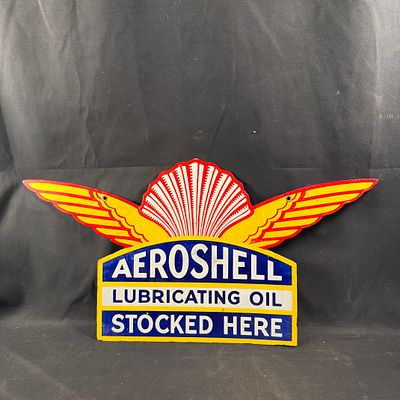 AEROSHELL
LUBRICATING OIL
STOCKED HERE